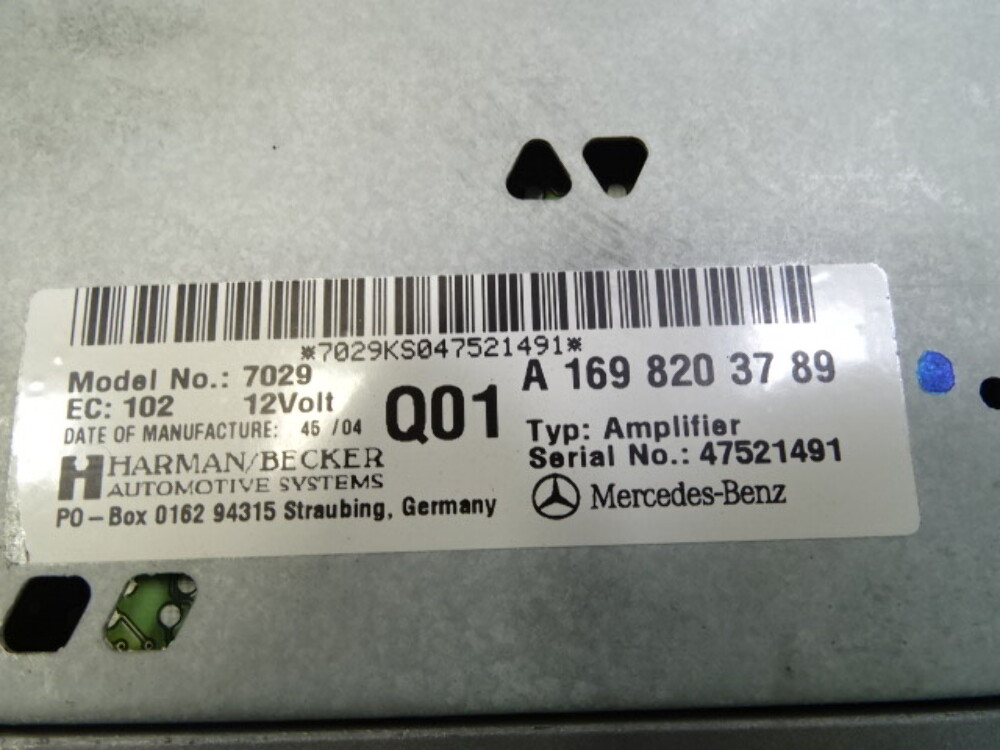 *7029KS047521491*
Model No.: 7029
A 169 820 37 89
EC: 102 12Volt
Q01
DATE OF MANUFACTURE: 45 /04
Typ: Amplifier
HARMAN/BECKER
Serial No.: 47521491
AUTOMOTIVE SYSTEMS
Mercedes-Benz
PO-Box 0162 94315 Straubing, Germany